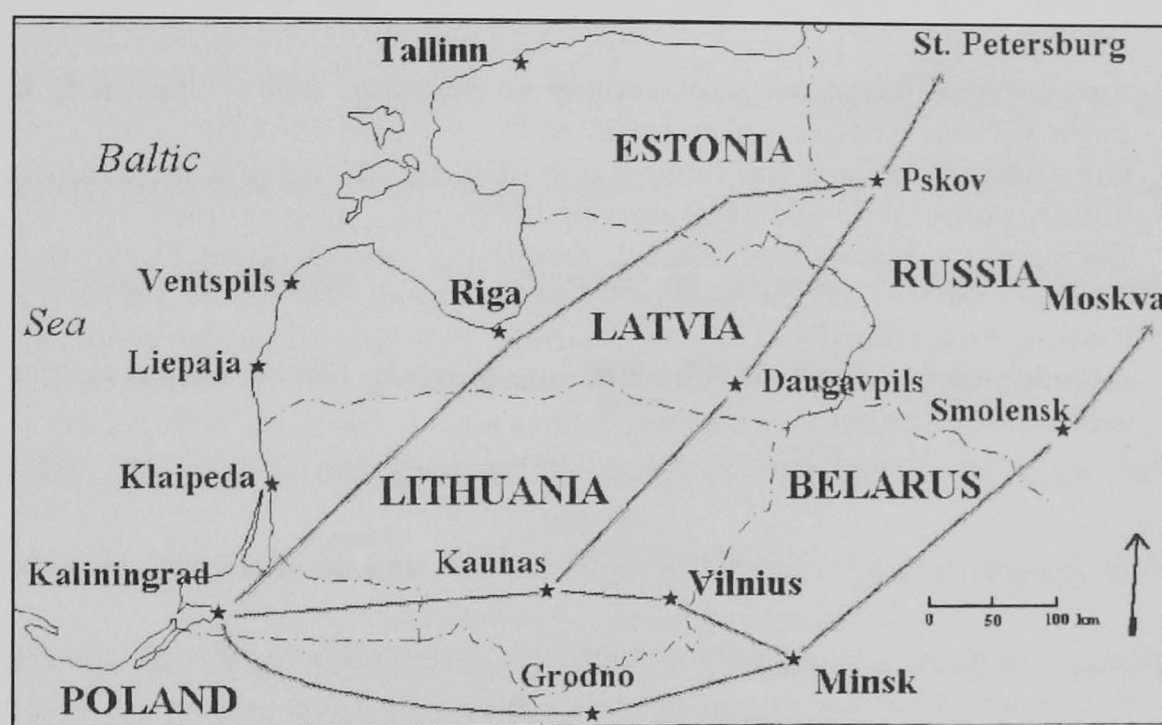 St. Petersburg
Tallinn
Baltic
ESTONIA
Pskov
Ventspils
Riga
RUSSIA
Moskva
Sea
LATVIA
Liepaja
Daugavpils
Smolensk
Klaipeda
LITHUANIA
BELARUS
Kaliningrad
Kaunas
Vilnius
0 50 100 km
Grodno
Minsk
POLAND